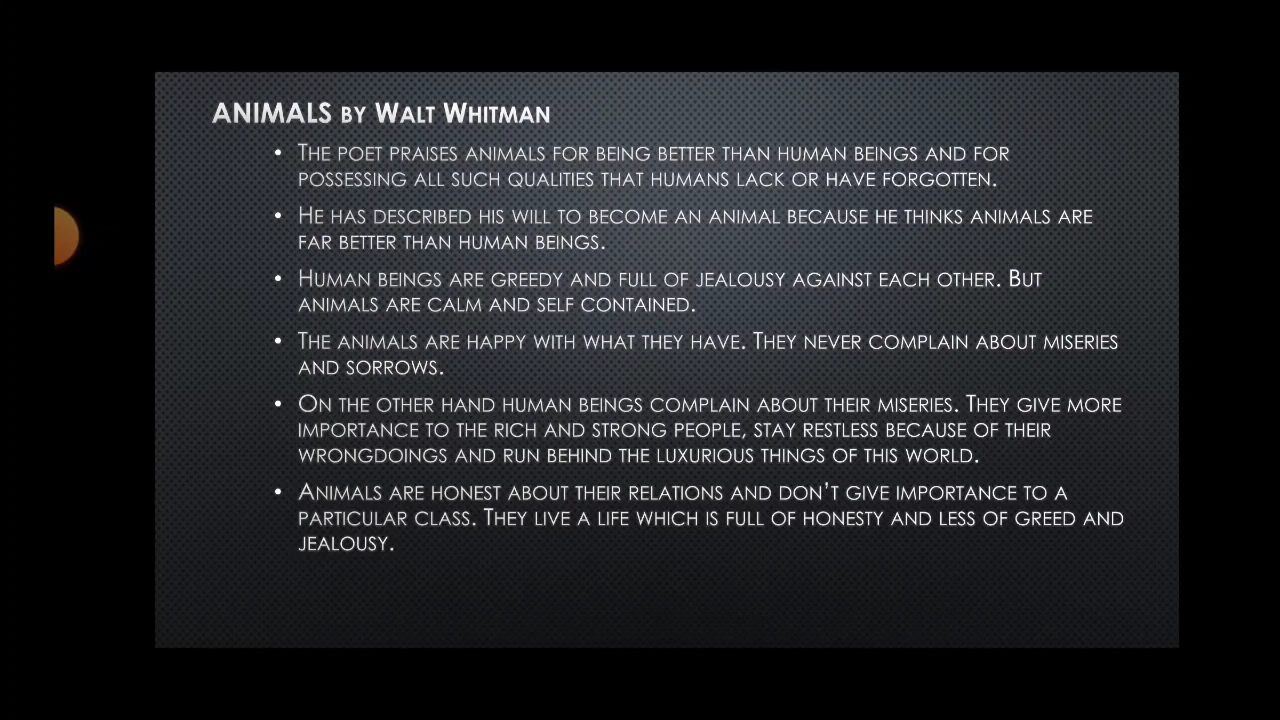 ANIMALS BY WALT WHITMAN
• THE POET PRAISES ANIMALS FOR BEING BETTER THAN HUMAN BEINGS AND FOR
POSSESSING ALL SUCH QUALITIES THAT HUMANS LACK OR HAVE FORGOTTEN.
• HE HAS DESCRIBED HIS WILL TO BECOME AN ANIMAL BECAUSE HE THINKS ANIMALS ARE
FAR BETTER THAN HUMAN BEINGS.
• HUMAN BEINGS ARE GREEDY AND FULL OF JEALOUSY AGAINST EACH OTHER. BUT
ANIMALS ARE CALM AND SELF CONTAINED.
• THE ANIMALS ARE HAPPY WITH WHAT THEY HAVE. THEY NEVER COMPLAIN ABOUT MISERIES
AND SORROWS.
• ON THE OTHER HAND HUMAN BEINGS COMPLAIN ABOUT THEIR MISERIES. THEY GIVE MORE
IMPORTANCE TO THE RICH AND STRONG PEOPLE, STAY RESTLESS BECAUSE OF THEIR
WRONGDOINGS AND RUN BEHIND THE LUXURIOUS THINGS OF THIS WORLD.
• ANIMALS ARE HONEST ABOUT THEIR RELATIONS AND DON'T GIVE IMPORTANCE TO A
PARTICULAR CLASS. THEY LIVE A LIFE WHICH IS FULL OF HONESTY AND LESS OF GREED AND
JEALOUSY.